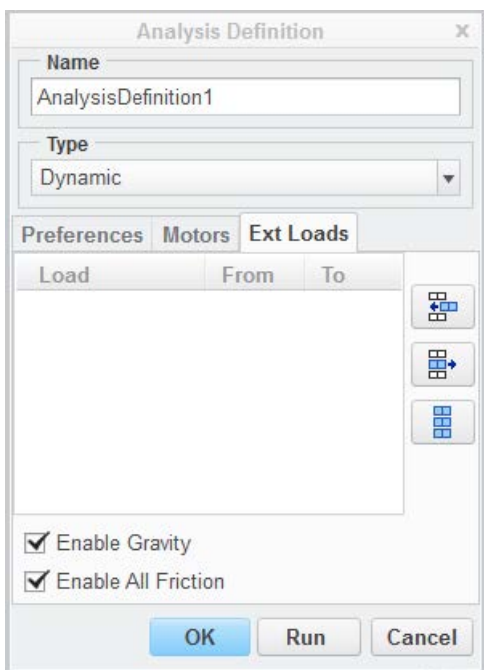 Analysis Definition x
Name
AnalysisDefinition1
Type
Dynamic
Preferences Motors Ext Loads
Load From To
Enable Gravity
Enable All Friction
OK Run Cancel